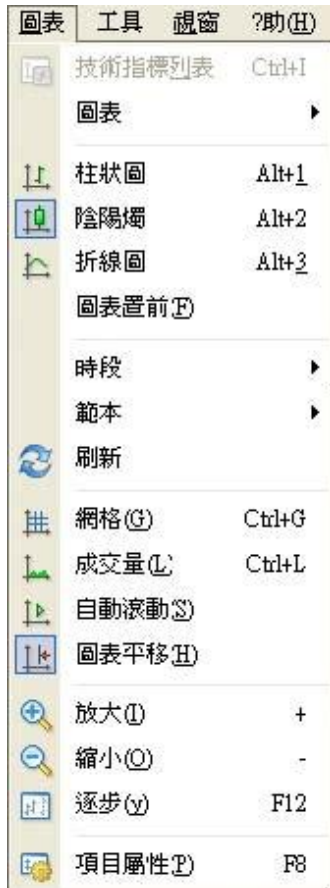 圖表 工具 視窗 ?助(H)
技術指標列表 Ctrl+I
圖表
柱狀圖 Alt+1
陰陽燭 Alt+2
折線圖 Alt+3
圖表置前(F)
時段
範本
刷新
網格(G) Ctrl+G
成交量(L) Ctrl+L
自動滾動(S)
圖表平移(H)
放大(I) +
縮小(O) -
逐步(y) F12
項目屬性(P) F8